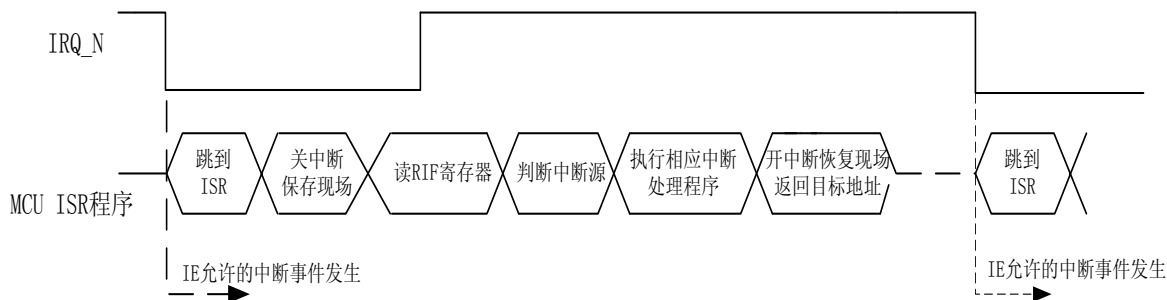 IRQ_N
MCU ISR程序
跳到
ISR
关中断
保存现场
读RIF寄存器
判断中断源
执行相应中断
处理程序
开中断恢复现场
返回目标地址
跳到
ISR
IE允许的中断事件发生
IE允许的中断事件发生